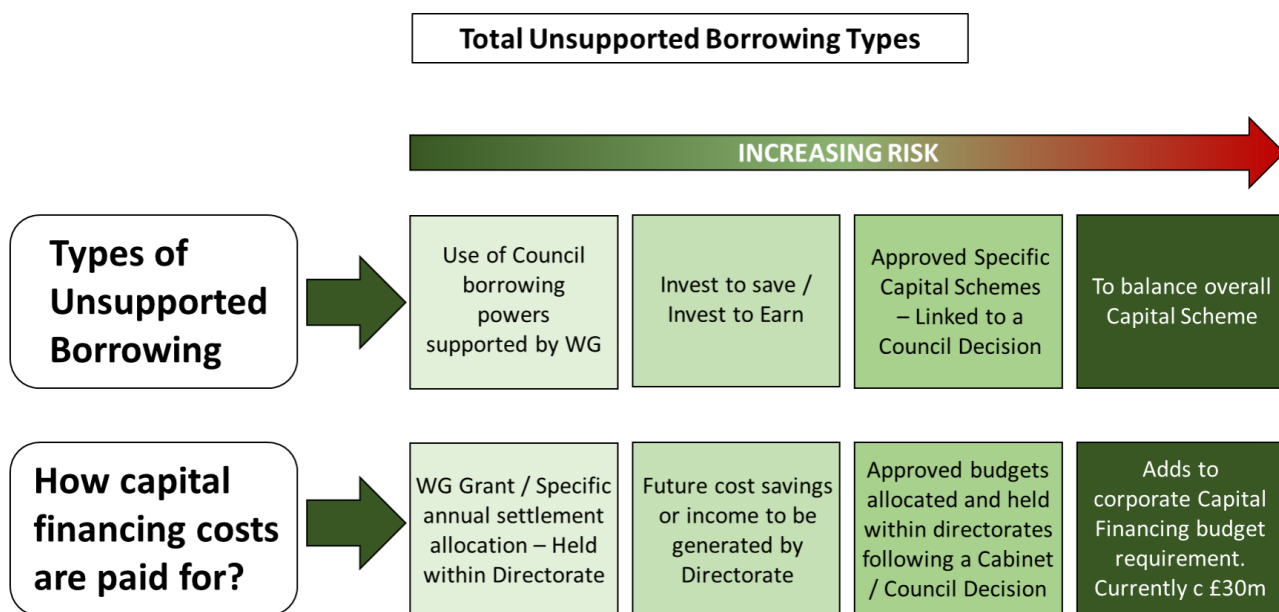 Total Unsupported Borrowing Types
INCREASING RISK
Types of
Unsupported
Borrowing
Use of Council
borrowing
powers
supported by WG
Invest to save /
Invest to Earn
Approved Specific
Capital Schemes
– Linked to a
Council Decision
To balance overall
Capital Scheme
How capital
financing costs
are paid for?
WG Grant / Specific
annual settlement
allocation – Held
within Directorate
Future cost savings
or income to be
generated by
Directorate
Approved budgets
allocated and held
within directorates
following a Cabinet
/ Council Decision
Adds to
corporate Capital
Financing budget
requirement.
Currently c £30m